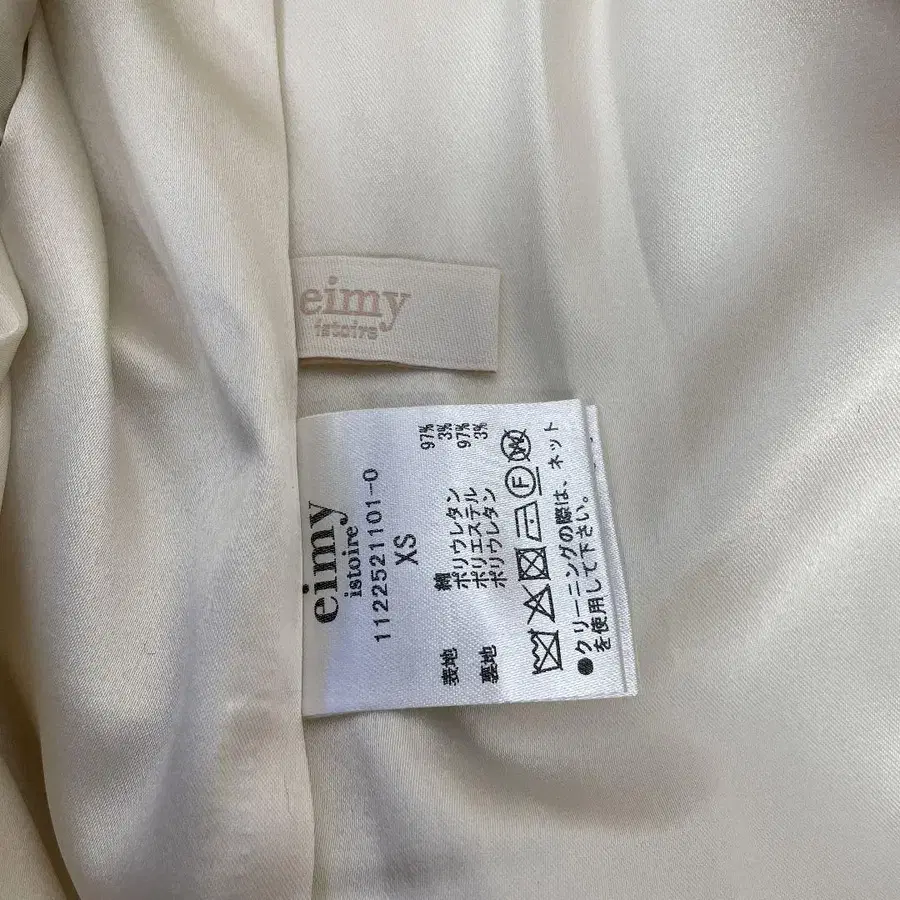 eimy
istoire
eimy
istoire
1122521101-0
XS
表地 綿 97%
ポリウレタン 3%
裏地 ポリエステル 97%
ポリウレタン 3%
F W
●クリーニングの際は、ネット
を使用して下さい。